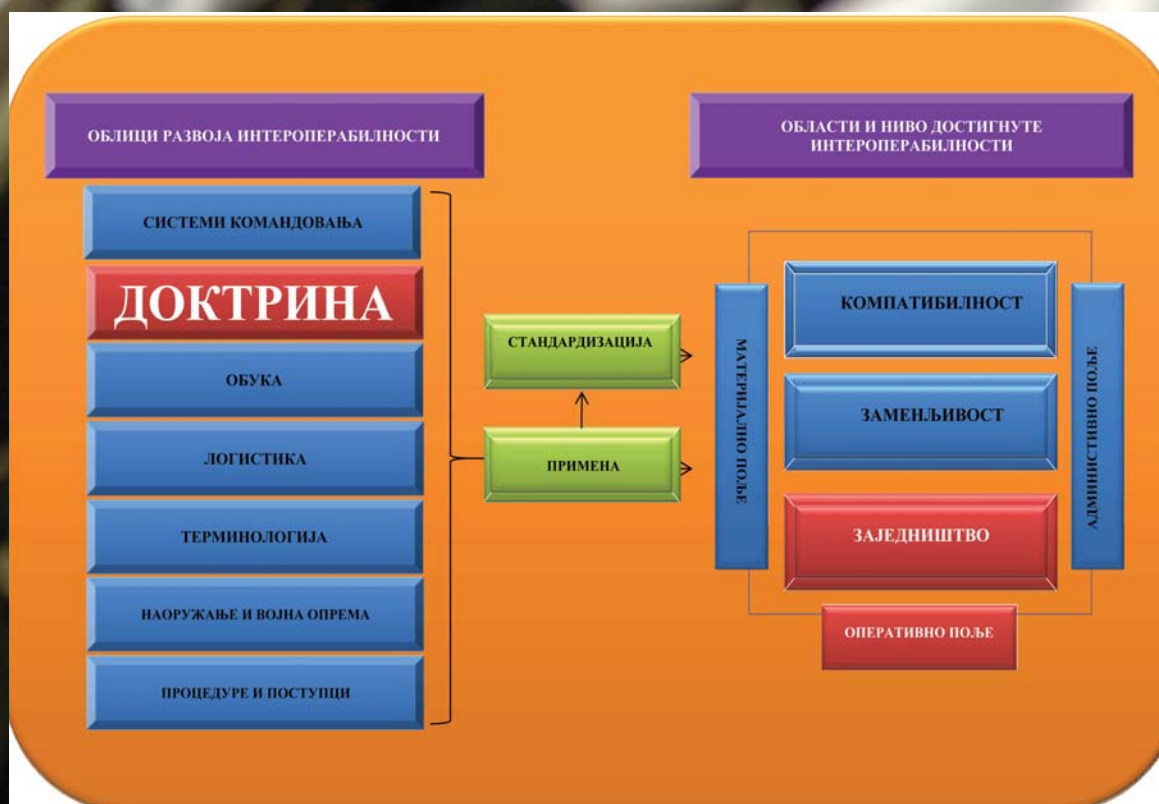 ОБЛИЦИ РАЗВОЈА ИНТЕРОПЕРАБИЛНОСТИ
СИСТЕМИ КОМАНДОВАЊА
ДОКТРИНА
ОБУКА
ЛОГИСТИКА
ТЕРМИНОЛОГИЈА
НАОРУЖАЊЕ И ВОЈНА ОПРЕМА
ПРОЦЕДУРЕ И ПОСТУПЦИ
СТАНДАРДИЗАЦИЈА
ПРИМЕНА
ОБЛАСТИ И НИВО ДОСТИГНУТЕ
ИНТЕРОПЕРАБИЛНОСТИ
МАТЕРИЈАЛНО ПОЉЕ
КОМПАТИБИЛНОСТ
ЗАМЕНЉИВОСТ
ЗАЈЕДНИШТВО
АДМИНИСТИВНО ПОЉЕ
ОПЕРАТИВНО ПОЉЕ